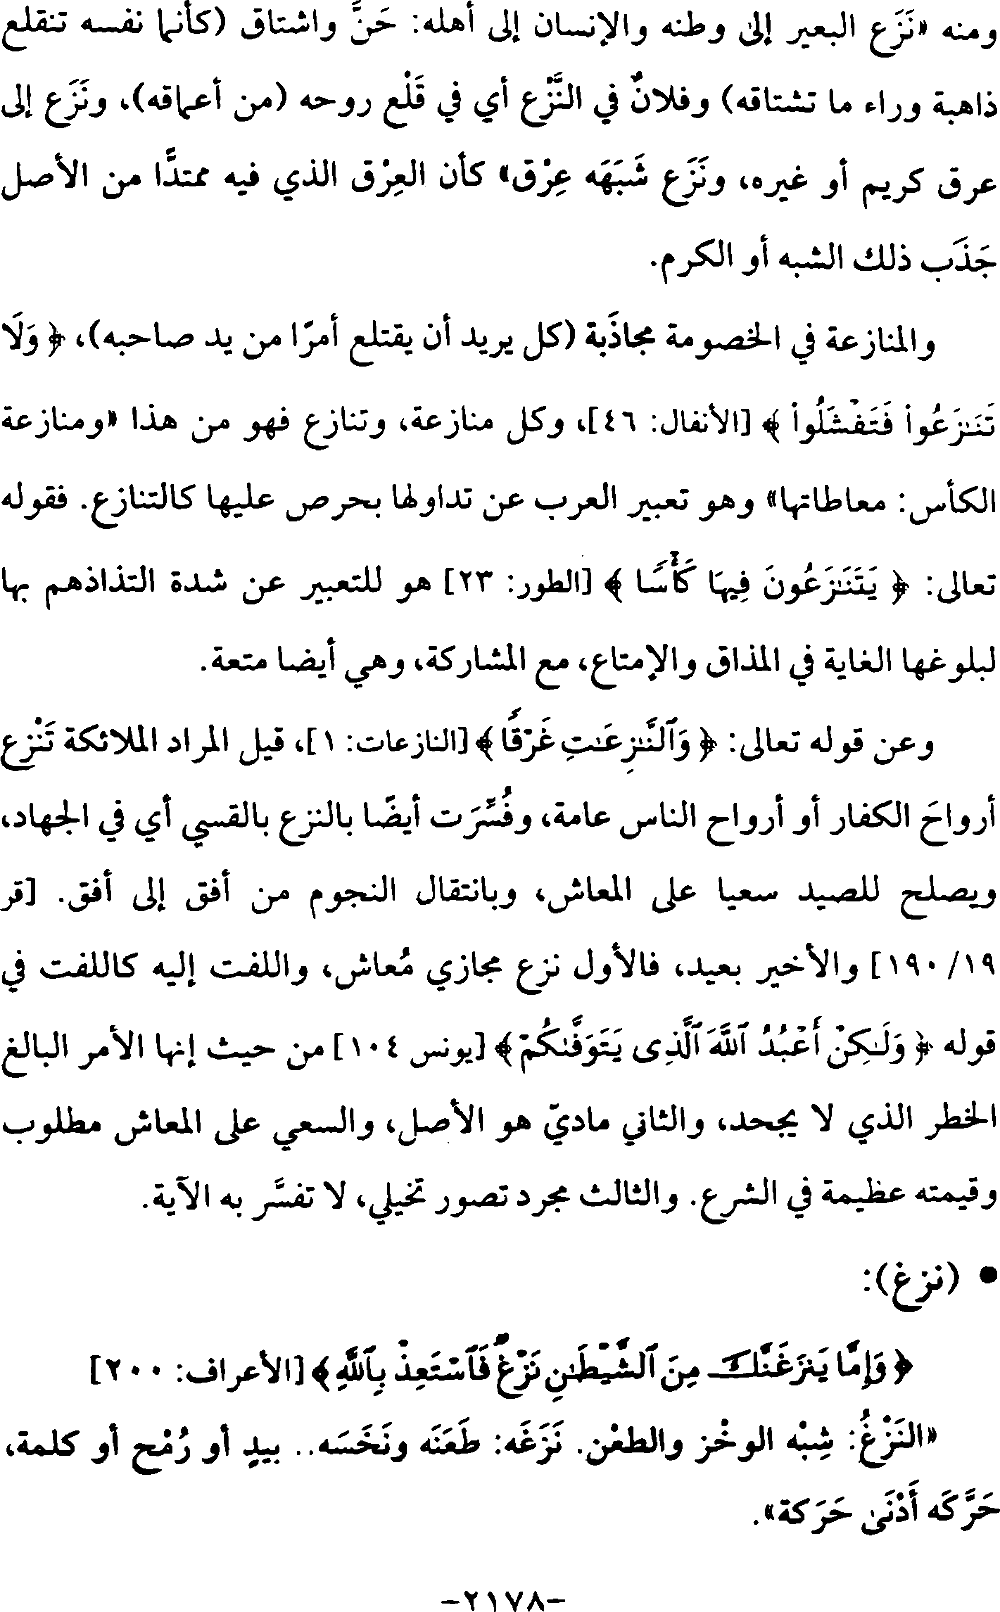 ومنه «نَزَع البعير إلى وطنه والإنسان إلى أهله: حَنَّ واشتاق (كأنما نفسه تنقلع
ذاهبة وراء ما تشتاقه) وفلانٌ في النَّزْع أي في قَلْع روحه (من أعماقه)، ونَزَع إلى
عرق كريم أو غيره، ونَزَع شَبَهَه عِرْق» كأن العِرْق الذي فيه ممتدًّا من الأصل
جَذَب ذلك الشبه أو الكرم.
والمنازعة في الخصومة مجاذَبة (كل يريد أن يقتلع أمرًا من يد صاحبه)، ﴿ وَلَا
تَنَـٰزَعُوا۟ فَتَفْشَلُوا۟ ﴾ [الأنفال: ٤٦]، وكل منازعة، وتنازع فهو من هذا «ومنازعة
الكأس: معاطاتها» وهو تعبير العرب عن تداولها بحرص عليها كالتنازع. فقوله
تعالى: ﴿ يَتَنَـٰزَعُونَ فِيهَا كَأْسًا ﴾ [الطور: ٢٣] هو للتعبير عن شدة التذاذهم بها
لبلوغها الغاية في المذاق والإمتاع، مع المشاركة، وهي أيضا متعة.
وعن قوله تعالى: ﴿ وَٱلنَّـٰزِعَـٰتِ غَرْقًا ﴾ [النازعات: ١]، قيل المراد الملائكة تَنْزِع
أرواحَ الكفار أو أرواح الناس عامة، وفُسِّرَت أيضًا بالنزع بالقسي أي في الجهاد،
ويصلح للصيد سعيا على المعاش، وبانتقال النجوم من أفق إلى أفق. [قر
١٩/ ١٩٠] والأخير بعيد، فالأول نزع مجازي مُعاش، واللفت إليه كاللفت في
قوله ﴿ وَلَـٰكِنْ أَعْبُدُ ٱللَّهَ ٱلَّذِى يَتَوَفَّىٰكُمْ ﴾ [يونس ١٠٤] من حيث إنها الأمر البالغ
الخطر الذي لا يجحد، والثاني ماديّ هو الأصل، والسعي على المعاش مطلوب
وقيمته عظيمة في الشرع. والثالث مجرد تصور تخيلي، لا تفسَّر به الآية.
• (نزغ):
﴿ وَإِمَّا يَنزَغَنَّكَ مِنَ ٱلشَّيْطَـٰنِ نَزْغٌ فَٱسْتَعِذْ بِٱللَّهِ ﴾ [الأعراف: ٢٠٠]
«النَزْغُ: شِبْه الوخْز والطعْن. نَزَغَه: طَعَنَه ونَخَسَه.. بيدٍ أو رُمْح أو كلمة،
حَرَّكَه أَدْنَى حَرَكة».
-٢١٧٨-